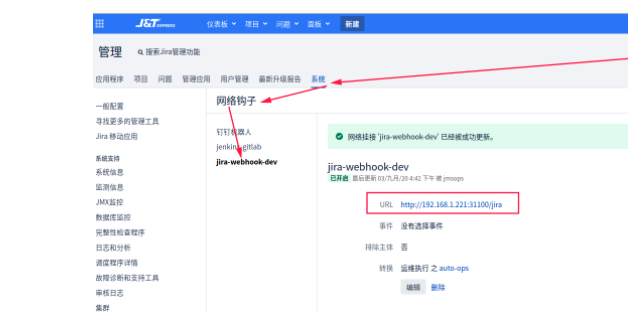 J&T EXPRESS 仪表板 项目 问题 面板 新建
管理 搜索Jira管理功能
应用程序 项目 问题 管理应用 用户管理 最新升级报告 系统
一般配置
寻找更多的管理工具
Jira 移动应用
系统支持
系统信息
监测信息
JMX监控
数据库监控
完整性检查程序
日志和分析
调度程序详情
故障诊断和支持工具
审核日志
集群
网络钩子
钉钉机器人
jenkins-gitlab
jira-webhook-dev
网络挂接 'jira-webhook-dev' 已经被成功更新。
jira-webhook-dev
已开启 最后更新 03/九月/20 4:42 下午 被 jmsops
URL http://192.168.1.221:31100/jira
事件 没有选择事件
排除主体 否
转换 运维执行 之 auto-ops
编辑 删除